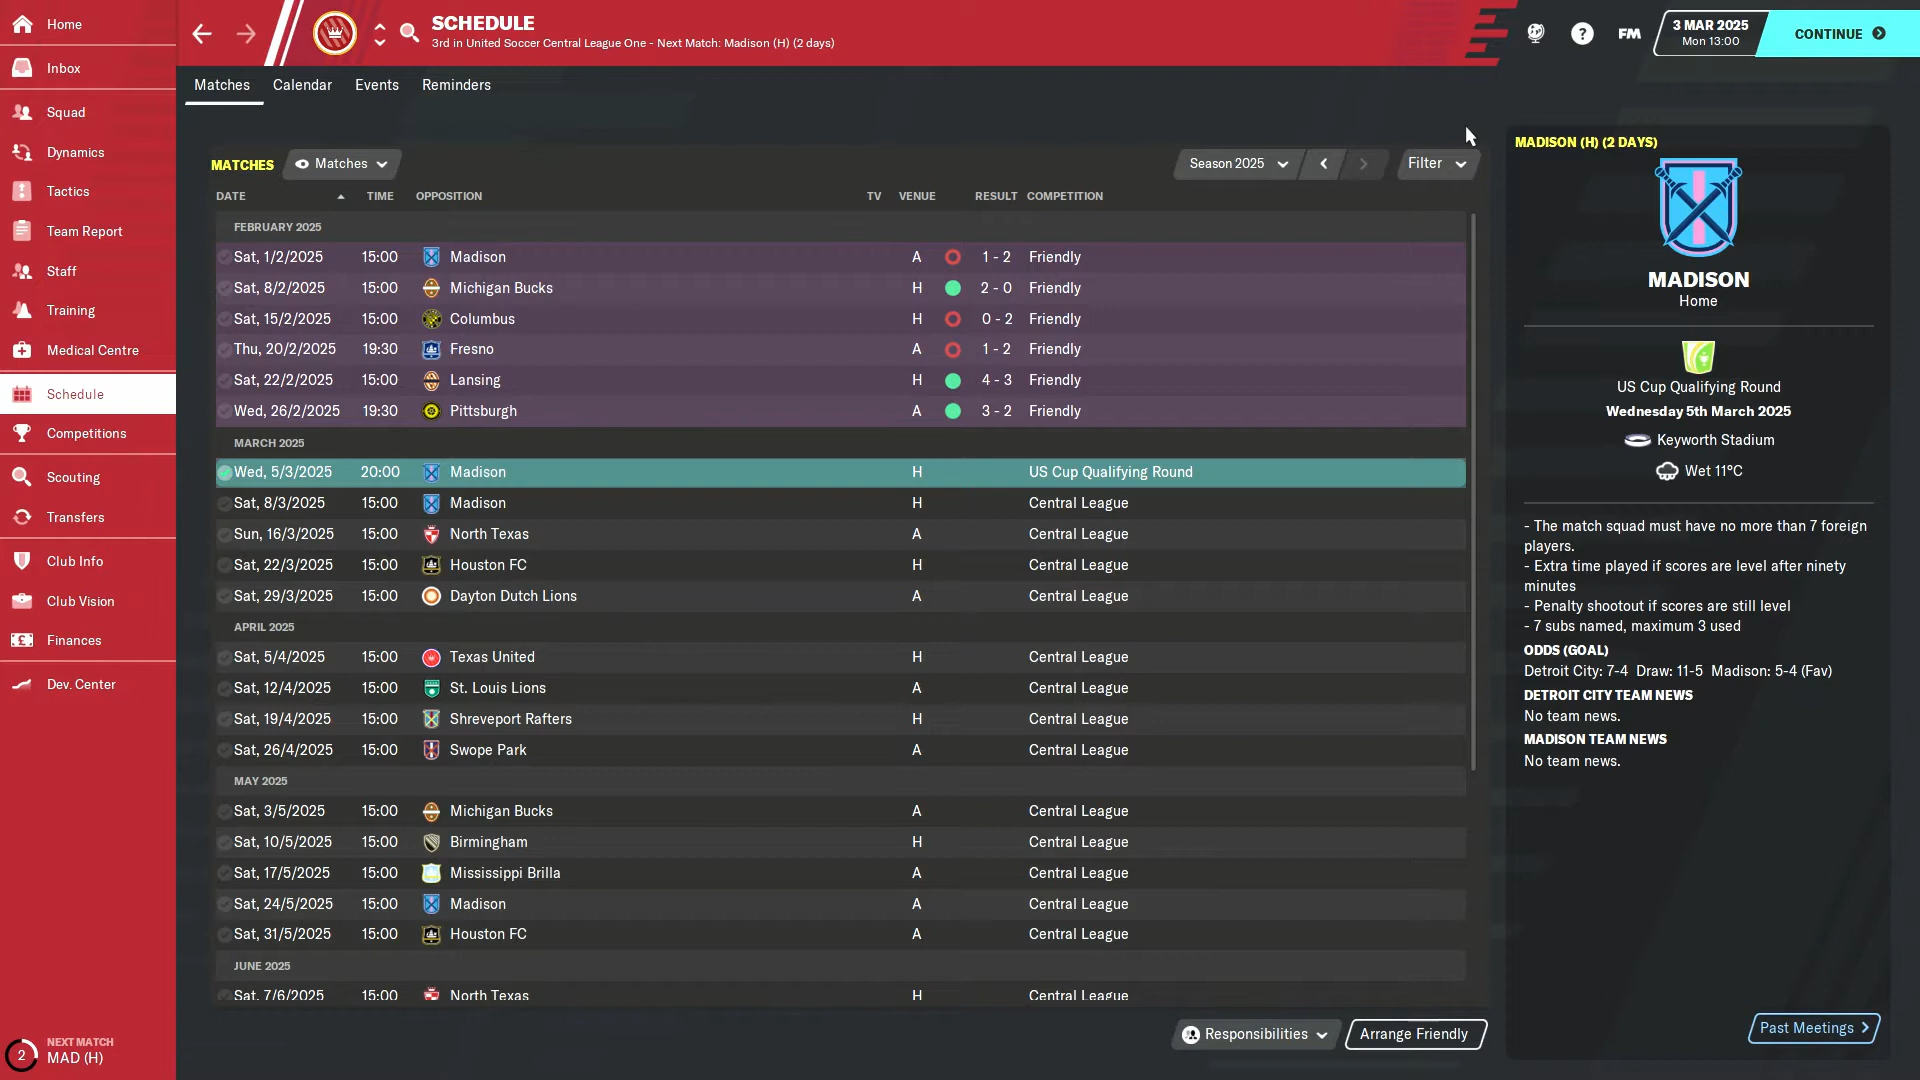 Home
Inbox
Squad
Dynamics
Tactics
Team Report
Staff
Training
Medical Centre
Schedule
Competitions
Scouting
Transfers
Club Info
Club Vision
Finances
Dev. Center
2
NEXT MATCH
MAD (H)
SCHEDULE
3rd in United Soccer Central League One - Next Match: Madison (H) (2 days)
?
FM
3 MAR 2025
Mon 13:00
CONTINUE
Matches Calendar Events Reminders
MATCHES Matches Season 2025 Filter
DATE TIME OPPOSITION TV VENUE RESULT COMPETITION
FEBRUARY 2025
Sat, 1/2/2025 15:00 Madison A 1 - 2 Friendly
Sat, 8/2/2025 15:00 Michigan Bucks H 2 - 0 Friendly
Sat, 15/2/2025 15:00 Columbus H 0 - 2 Friendly
Thu, 20/2/2025 19:30 Fresno A 1 - 2 Friendly
Sat, 22/2/2025 15:00 Lansing H 4 - 3 Friendly
Wed, 26/2/2025 19:30 Pittsburgh A 3 - 2 Friendly
MARCH 2025
Wed, 5/3/2025 20:00 Madison H US Cup Qualifying Round
Sat, 8/3/2025 15:00 Madison H Central League
Sun, 16/3/2025 15:00 North Texas A Central League
Sat, 22/3/2025 15:00 Houston FC H Central League
Sat, 29/3/2025 15:00 Dayton Dutch Lions A Central League
APRIL 2025
Sat, 5/4/2025 15:00 Texas United H Central League
Sat, 12/4/2025 15:00 St. Louis Lions A Central League
Sat, 19/4/2025 15:00 Shreveport Rafters H Central League
Sat, 26/4/2025 15:00 Swope Park A Central League
MAY 2025
Sat, 3/5/2025 15:00 Michigan Bucks A Central League
Sat, 10/5/2025 15:00 Birmingham H Central League
Sat, 17/5/2025 15:00 Mississippi Brilla A Central League
Sat, 24/5/2025 15:00 Madison A Central League
Sat, 31/5/2025 15:00 Houston FC A Central League
JUNE 2025
Sat, 7/6/2025 15:00 North Texas H Central League
Responsibilities Arrange Friendly
MADISON (H) (2 DAYS)
MADISON
Home
US Cup Qualifying Round
Wednesday 5th March 2025
Keyworth Stadium
Wet 11°C
- The match squad must have no more than 7 foreign
players.
- Extra time played if scores are level after ninety
minutes
- Penalty shootout if scores are still level
- 7 subs named, maximum 3 used
ODDS (GOAL)
Detroit City: 7-4 Draw: 11-5 Madison: 5-4 (Fav)
DETROIT CITY TEAM NEWS
No team news.
MADISON TEAM NEWS
No team news.
Past Meetings